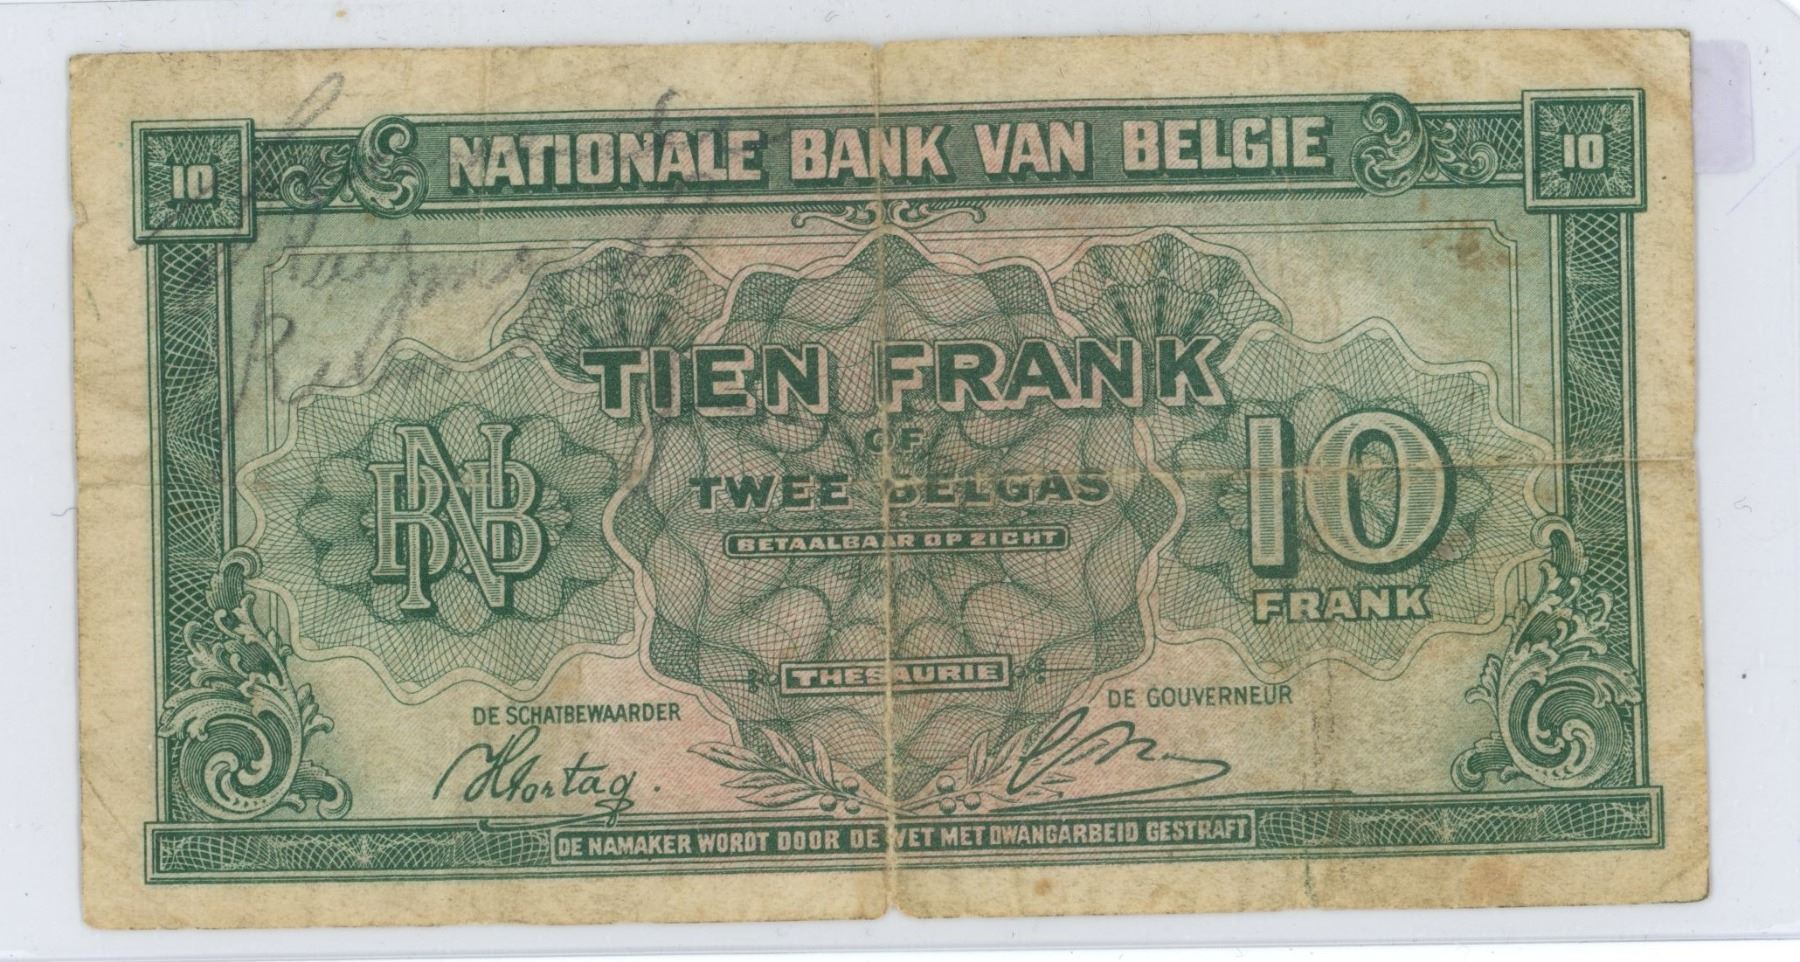 10 NATIONALE BANK VAN BELGIE 10
TIEN FRANK
OF
TWEE BELGAS
BETAALBAAR OP ZICHT
BNB
10
FRANK
THESAURIE
DE SCHATBEWAARDER
DE GOUVERNEUR
DE NAMAKER WORDT DOOR DE WET MET DWANGARBEID GESTRAFT